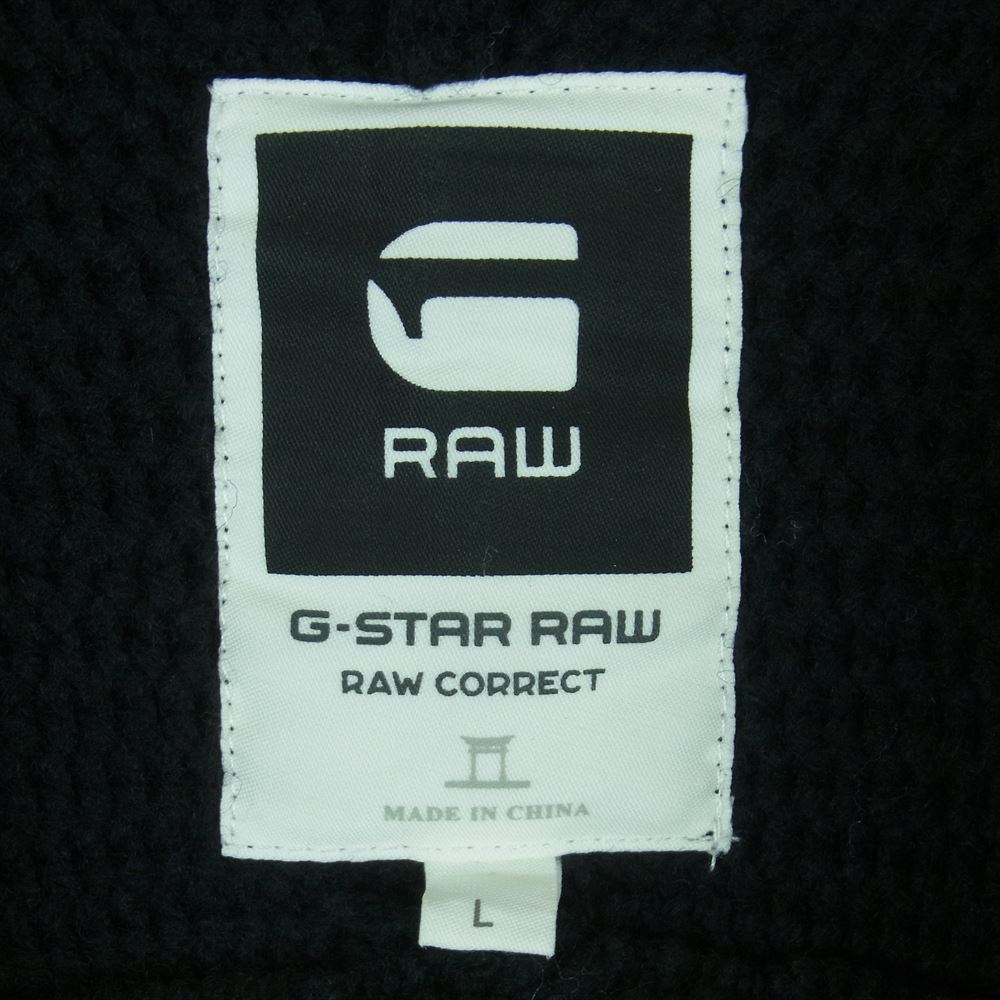 G
RAW
G-STAR RAW
RAW CORRECT
MADE IN CHINA
L